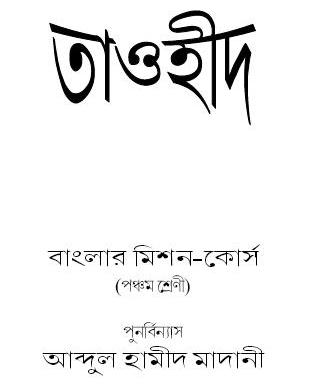 তাওহীদ
বাংলার মিশন-কোর্স
(পঞ্চম শ্রেণী)
পুনর্বিন্যাস
আব্দুল হামীদ মাদানী